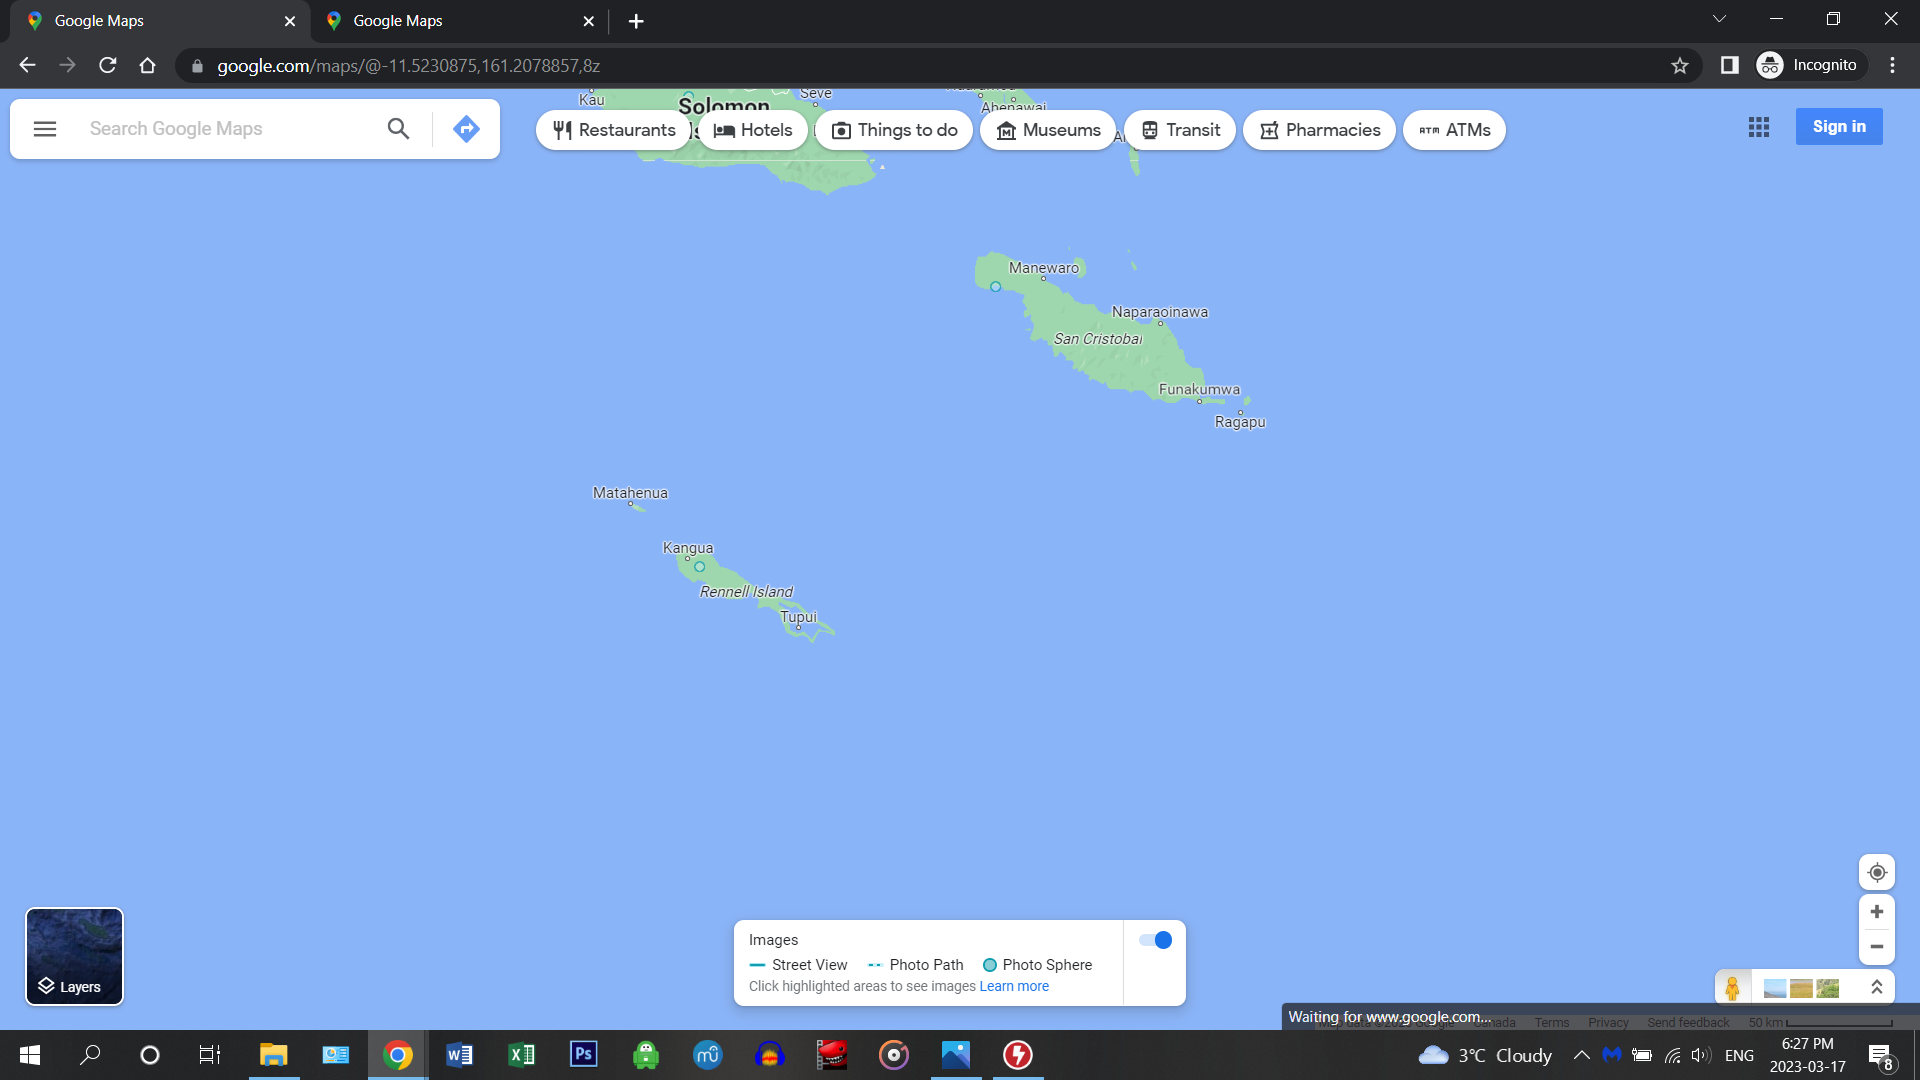 Google Maps
Google Maps
google.com/maps/@-11.5230875,161.2078857,8z
Incognito
Search Google Maps
Kau
Solomon
Seve
Ahenawai
Restaurants
Hotels
Things to do
Museums
Transit
Pharmacies
ATM ATMs
Sign in
Manewaro
Naparaoinawa
San Cristobal
Funakumwa
Ragapu
Matahenua
Kangua
Rennell Island
Tupui
Layers
Images
Street View
Photo Path
Photo Sphere
Click highlighted areas to see images Learn more
Waiting for www.google.com...
Canada
Terms
Privacy
Send feedback
50 km
W
X
Ps
mu
3°C Cloudy
ENG
6:27 PM
2023-03-17
8